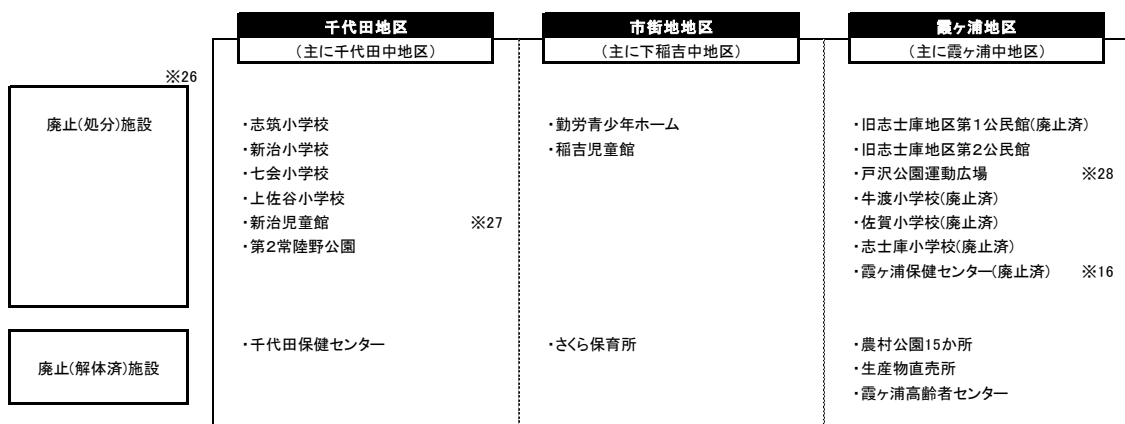 千代田地区
(主に千代田中地区)
市街地地区
(主に下稲吉中地区)
霞ヶ浦地区
(主に霞ヶ浦中地区)
※26
廃止(処分)施設
・志筑小学校
・新治小学校
・七会小学校
・上佐谷小学校
・新治児童館 ※27
・第2常陸野公園
・勤労青少年ホーム
・稲吉児童館
・旧志士庫地区第1公民館(廃止済)
・旧志士庫地区第2公民館
・戸沢公園運動広場 ※28
・牛渡小学校(廃止済)
・佐賀小学校(廃止済)
・志士庫小学校(廃止済)
・霞ヶ浦保健センター(廃止済) ※16
廃止(解体済)施設
・千代田保健センター
・さくら保育所
・農村公園15か所
・生産物直売所
・霞ヶ浦高齢者センター